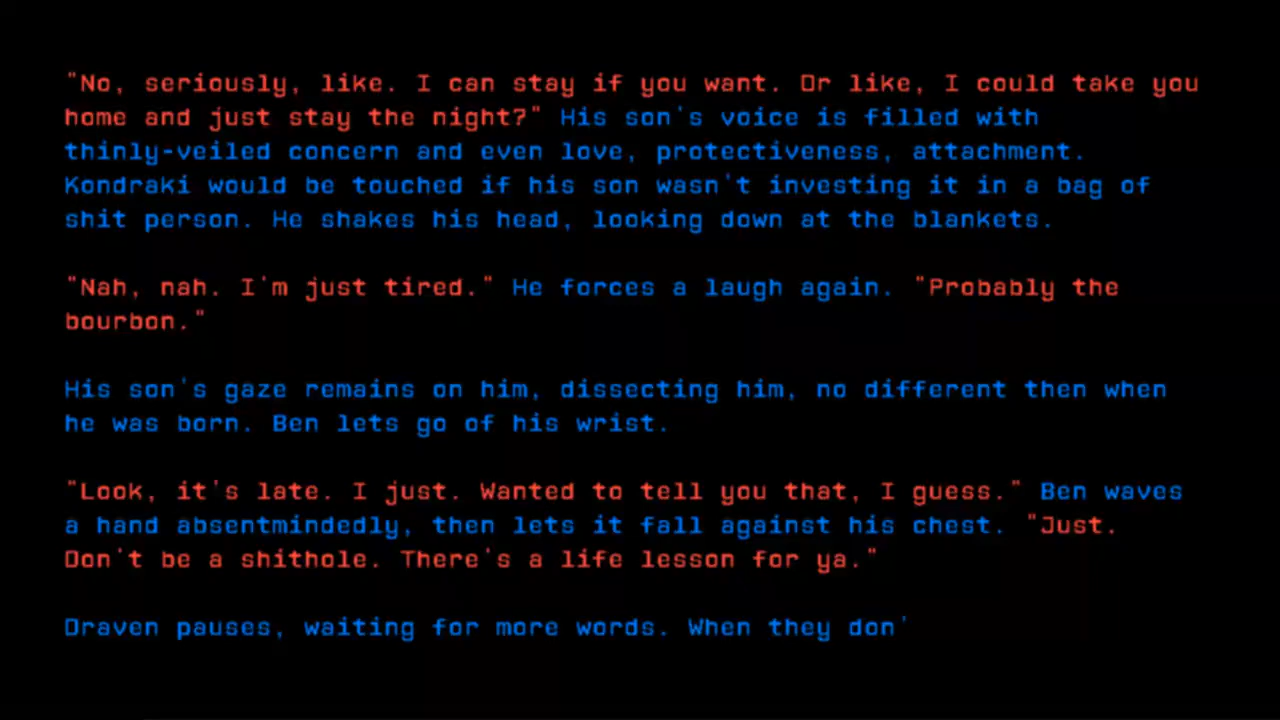 "No, seriously, like. I can stay if you want. Or like, I could take you
home and just stay the night?" His son's voice is filled with
thinly-veiled concern and even love, protectiveness, attachment.
Kondraki would be touched if his son wasn't investing it in a bag of
shit person. He shakes his head, looking down at the blankets.
"Nah, nah. I'm just tired." He forces a laugh again. "Probably the
bourbon."
His son's gaze remains on him, dissecting him, no different then when
he was born. Ben lets go of his wrist.
"Look, it's late. I just. Wanted to tell you that, I guess." Ben waves
a hand absentmindedly, then lets it fall against his chest. "Just.
Don't be a shithole. There's a life lesson for ya."
Draven pauses, waiting for more words. When they don'